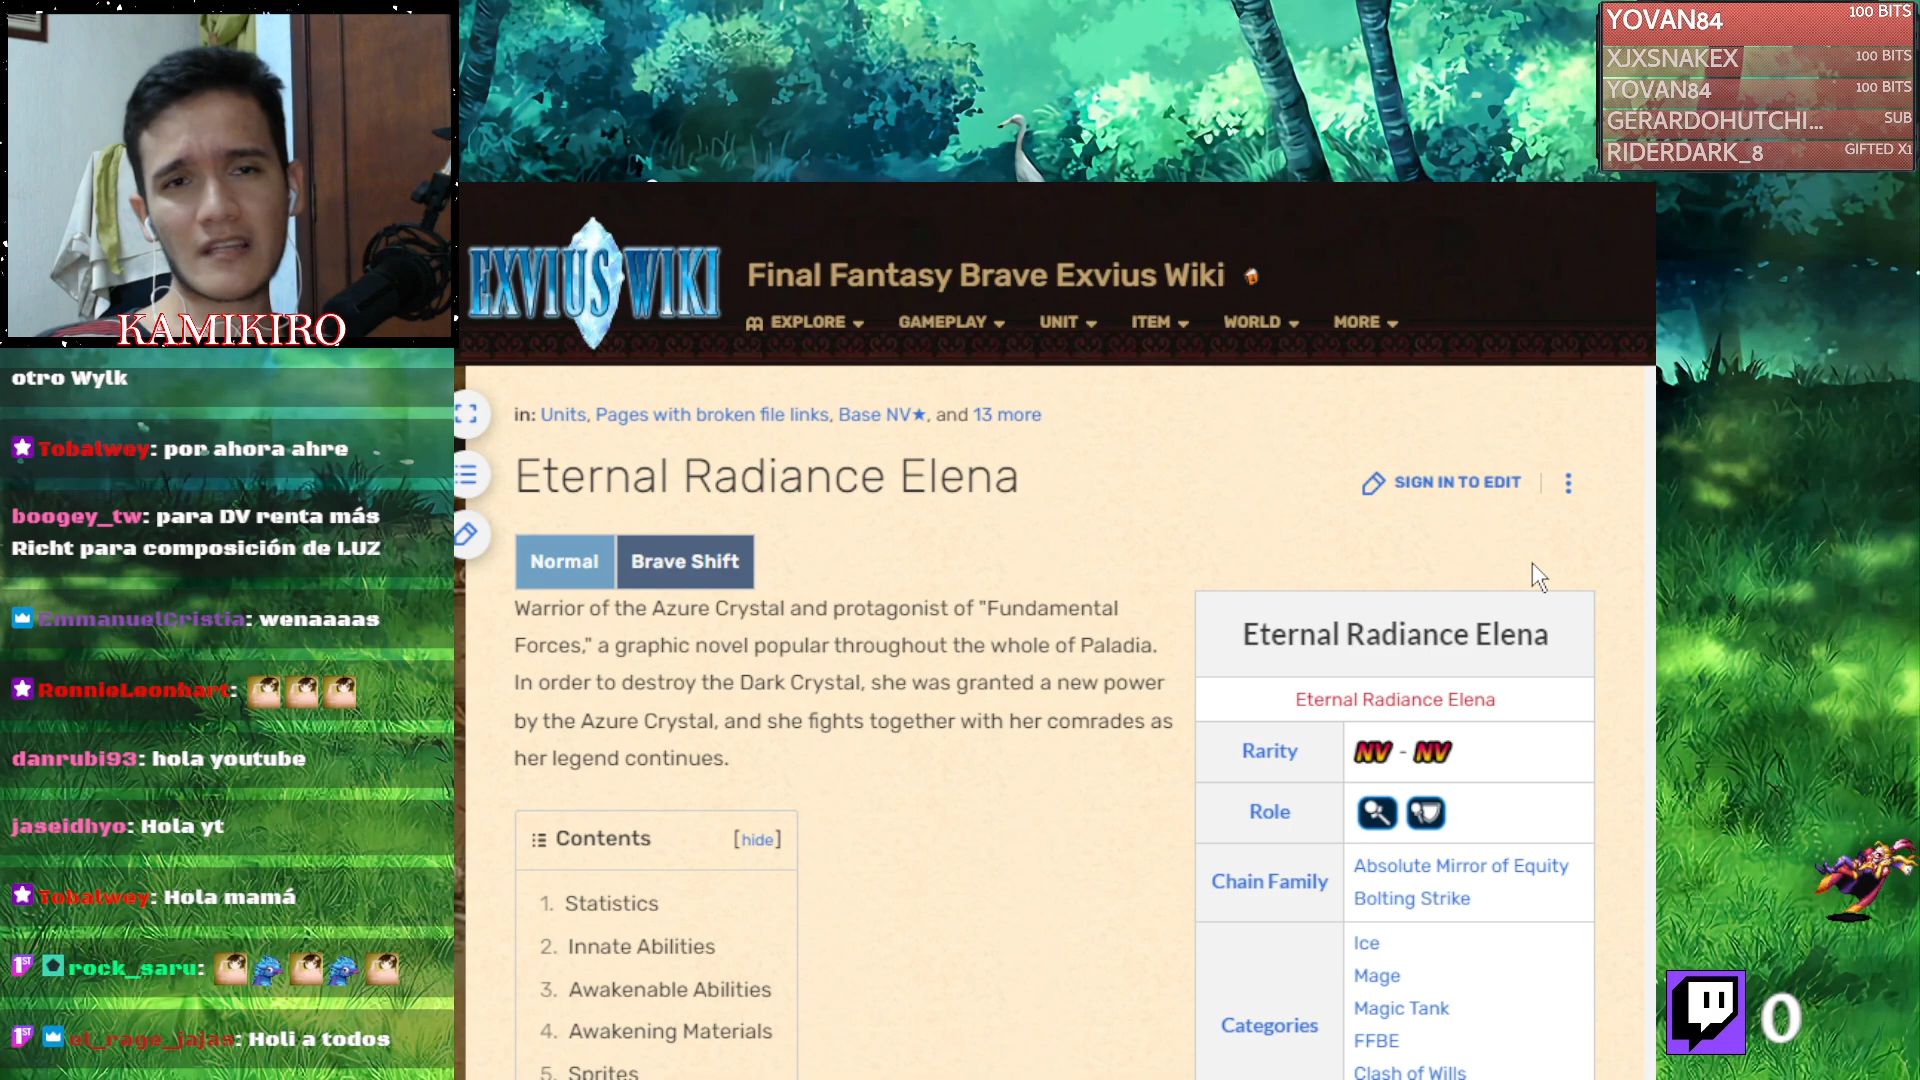 KAMIKIRO
otro Wylk
Tobalwey: por ahora ahre
boogey_tw: para DV renta más
Richt para composición de LUZ
EmmanuelCristia: wenaaaas
RonnieLeonhart:
danrubi93: hola youtube
jaseidhyo: Hola yt
Tobalwey: Hola mamá
1ST rock_saru:
1ST el_rage_jajas: Holi a todos
YOVAN84 100 BITS
XJXSNAKEX 100 BITS
YOVAN84 100 BITS
GERARDOHUTCHI... SUB
RIDERDARK_8 GIFTED X1
EXVIUS WIKI
Final Fantasy Brave Exvius Wiki
EXPLORE GAMEPLAY UNIT ITEM WORLD MORE
in: Units, Pages with broken file links, Base NV★, and 13 more
Eternal Radiance Elena
SIGN IN TO EDIT
Normal Brave Shift
Warrior of the Azure Crystal and protagonist of "Fundamental
Forces," a graphic novel popular throughout the whole of Paladia.
In order to destroy the Dark Crystal, she was granted a new power
by the Azure Crystal, and she fights together with her comrades as
her legend continues.
Contents [hide]
1. Statistics
2. Innate Abilities
3. Awakenable Abilities
4. Awakening Materials
5. Sprites
Eternal Radiance Elena
Eternal Radiance Elena
Rarity NV - NV
Role
Chain Family
Absolute Mirror of Equity
Bolting Strike
Categories
Ice
Mage
Magic Tank
FFBE
Clash of Wills
0